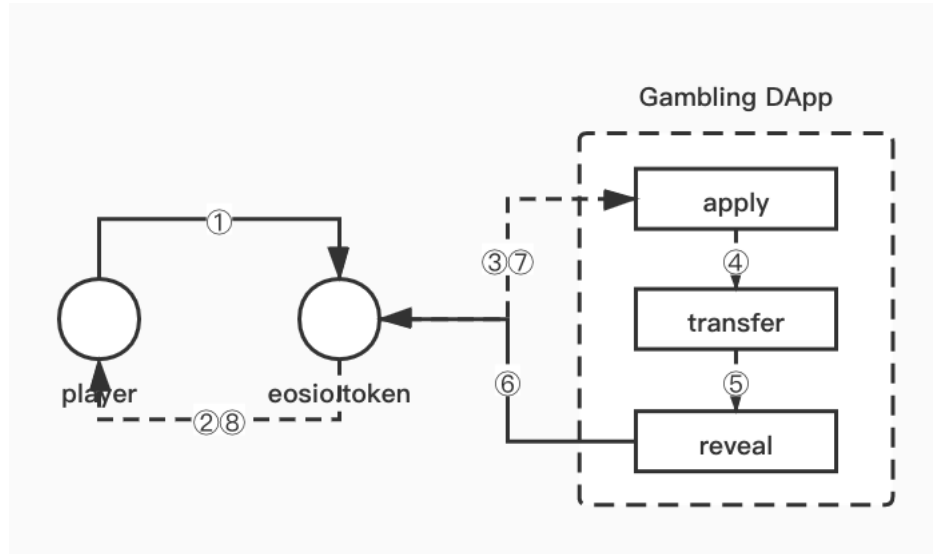 Gambling DApp
①
apply
③⑦
④
transfer
⑤
⑥
player
eosio.token
②⑧
reveal